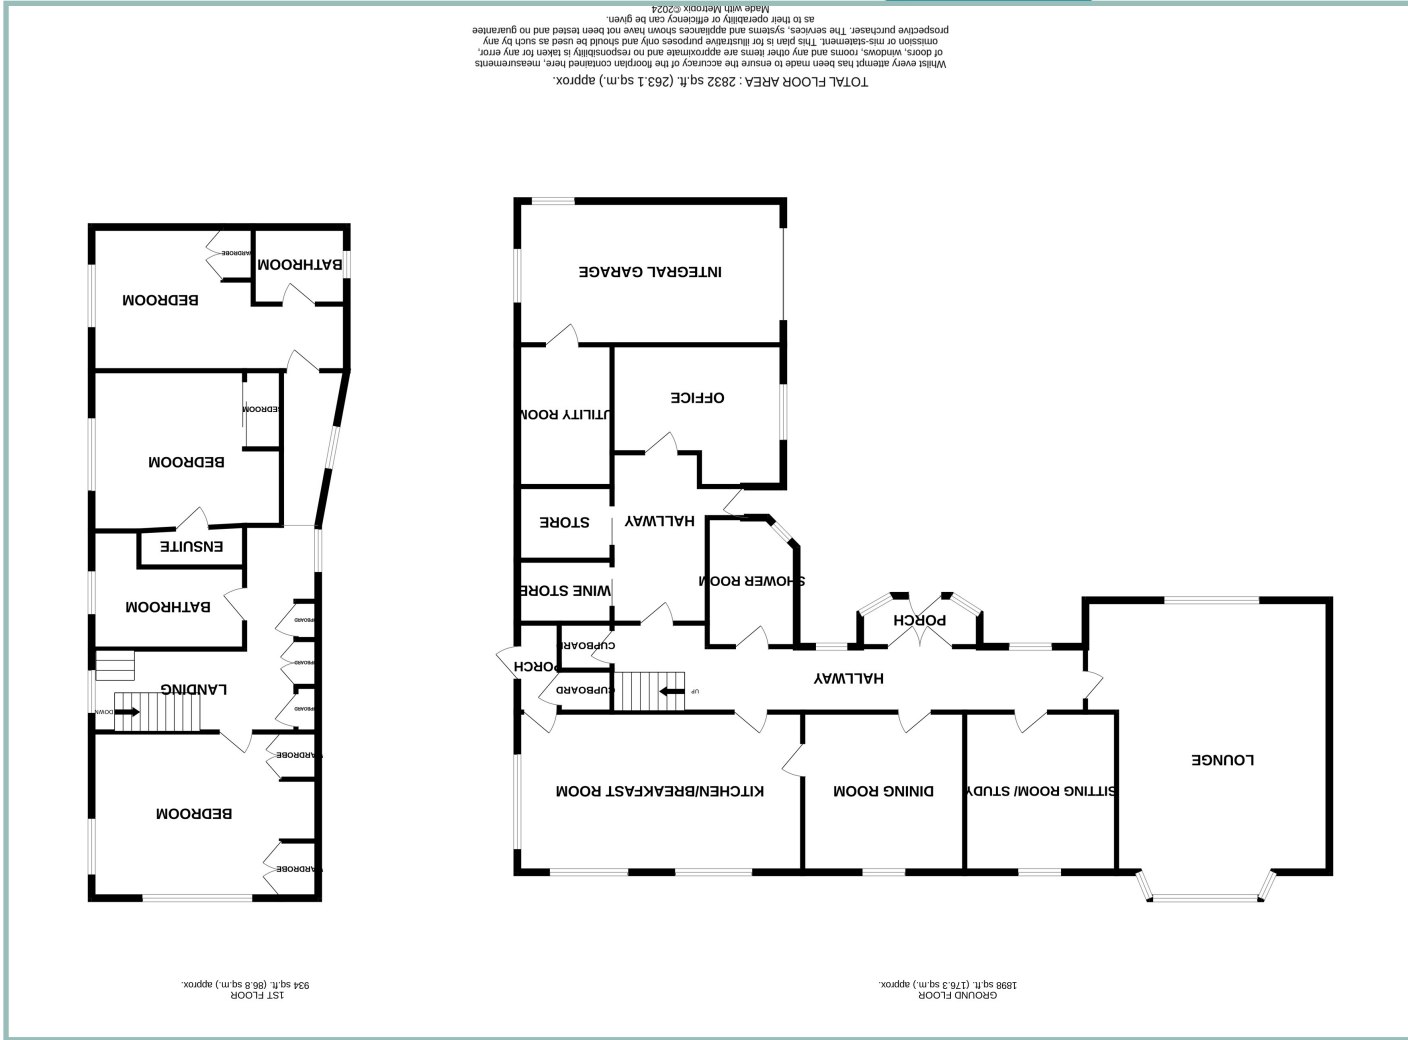 GROUND FLOOR
1898 sq.ft. (176.3 sq.m.) approx.
LOUNGE
SITTING ROOM/ STUDY
DINING ROOM
KITCHEN/BREAKFAST ROOM
HALLWAY
UP
CUPBOARD
CUPBOARD
PORCH
PORCH
SHOWER ROOM
WINE STORE
HALLWAY
STORE
OFFICE
UTILITY ROOM
INTEGRAL GARAGE
1ST FLOOR
934 sq.ft. (86.8 sq.m.) approx.
WARDROBE
BEDROOM
WARDROBE
DOWN
CUPBOARD
LANDING
CUPBOARD
CUPBOARD
BATHROOM
ENSUITE
BEDROOM
BEDROOM
BEDROOM
BATHROOM
WARDROBE
TOTAL FLOOR AREA : 2832 sq.ft. (263.1 sq.m.) approx.
Whilst every attempt has been made to ensure the accuracy of the floorplan contained here, measurements
of doors, windows, rooms and any other items are approximate and no responsibility is taken for any error,
omission or mis-statement. This plan is for illustrative purposes only and should be used as such by any
prospective purchaser. The services, systems and appliances shown have not been tested and no guarantee
as to their operability or efficiency can be given.
Made with Metropix ©2024